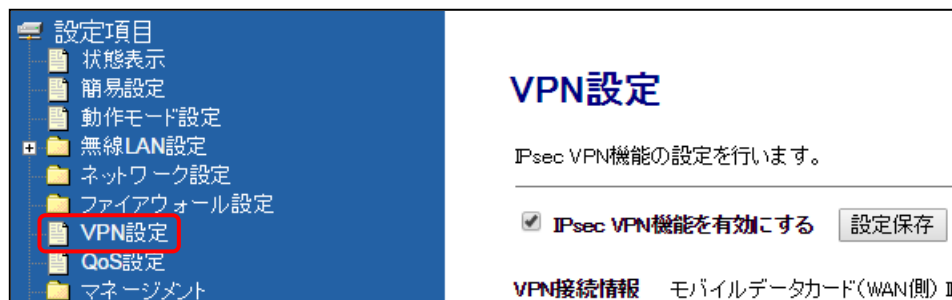 設定項目
状態表示
簡易設定
動作モード設定
無線LAN設定
ネットワーク設定
ファイアウォール設定
VPN設定
QoS設定
マネージメント
VPN設定
IPsec VPN機能の設定を行います。
IPsec VPN機能を有効にする 設定保存
VPN接続情報 モバイルデータカード(WAN側)